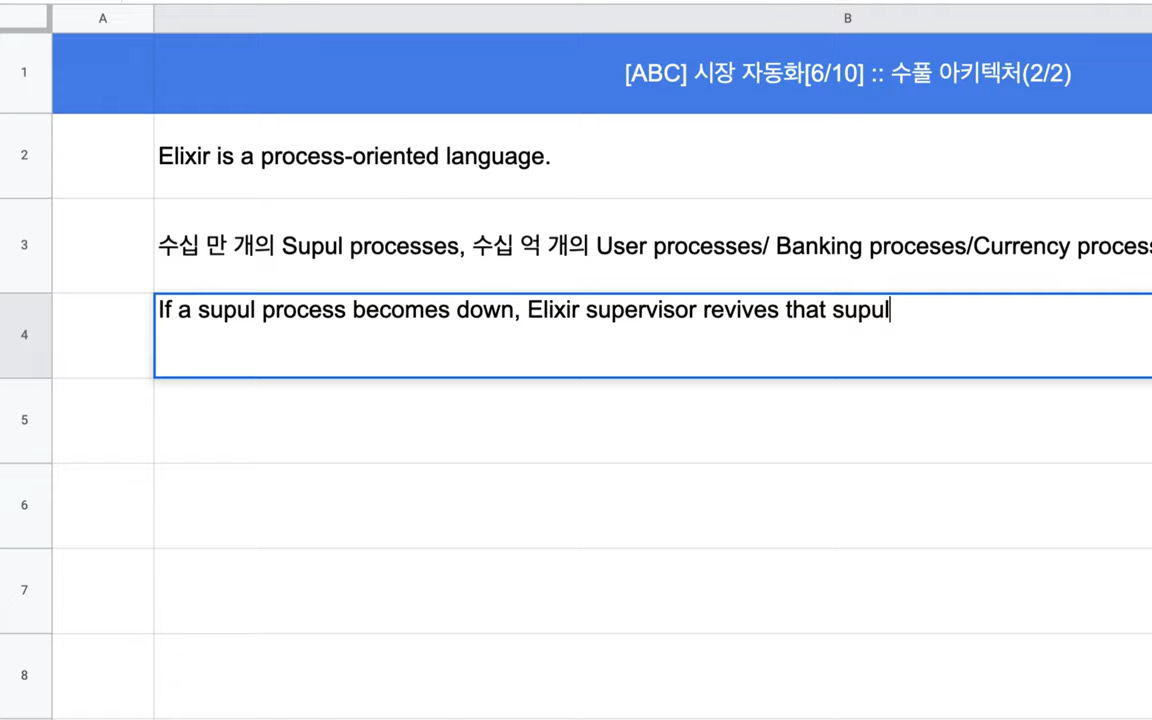 A
B
1
[ABC] 시장 자동화[6/10] :: 수풀 아키텍처(2/2)
2
Elixir is a process-oriented language.
3
수십 만 개의 Supul processes, 수십 억 개의 User processes/ Banking proceses/Currency process
4
If a supul process becomes down, Elixir supervisor revives that supul
5
6
7
8